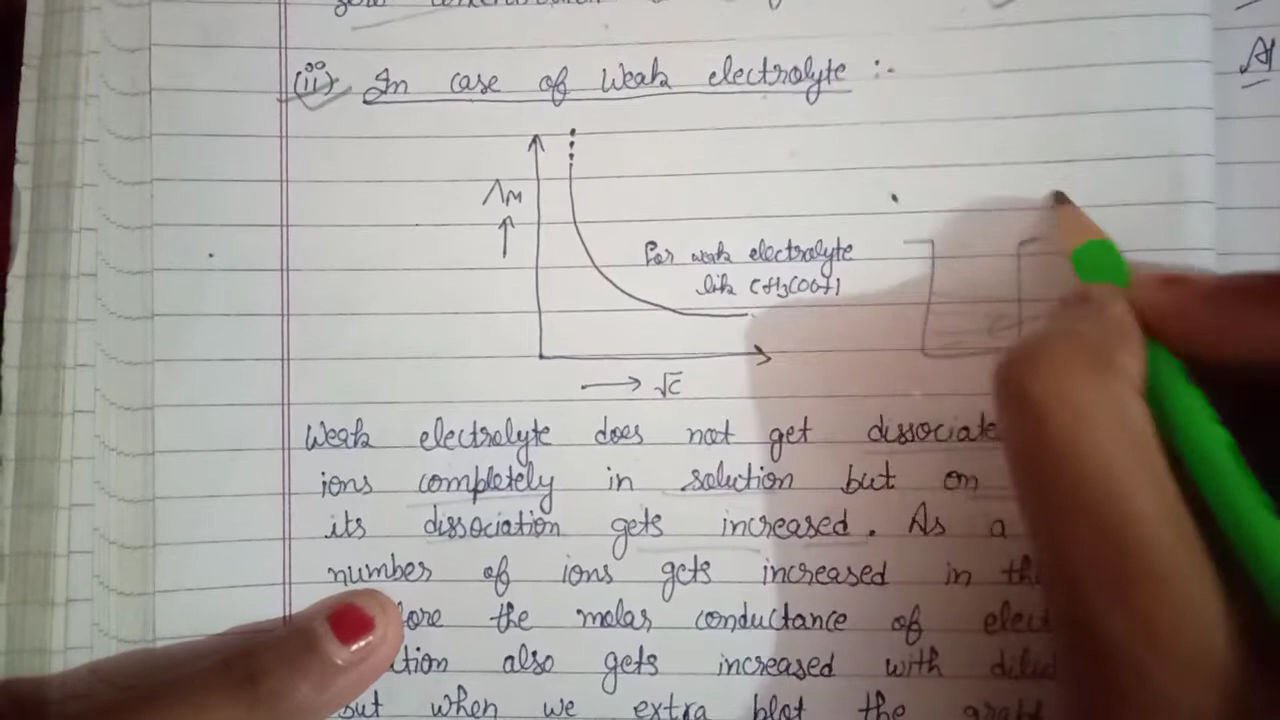 (ii) In case of Weak electrolyte :-
ΛM
For weak electrolyte
like CH3COOH
√c
Weak electrolyte does not get dissociate
ions completely in solution but on
its dissociation gets increased. As a
number of ions gets increased in
the molar conductance of
also gets increased with
but when we extra plot the